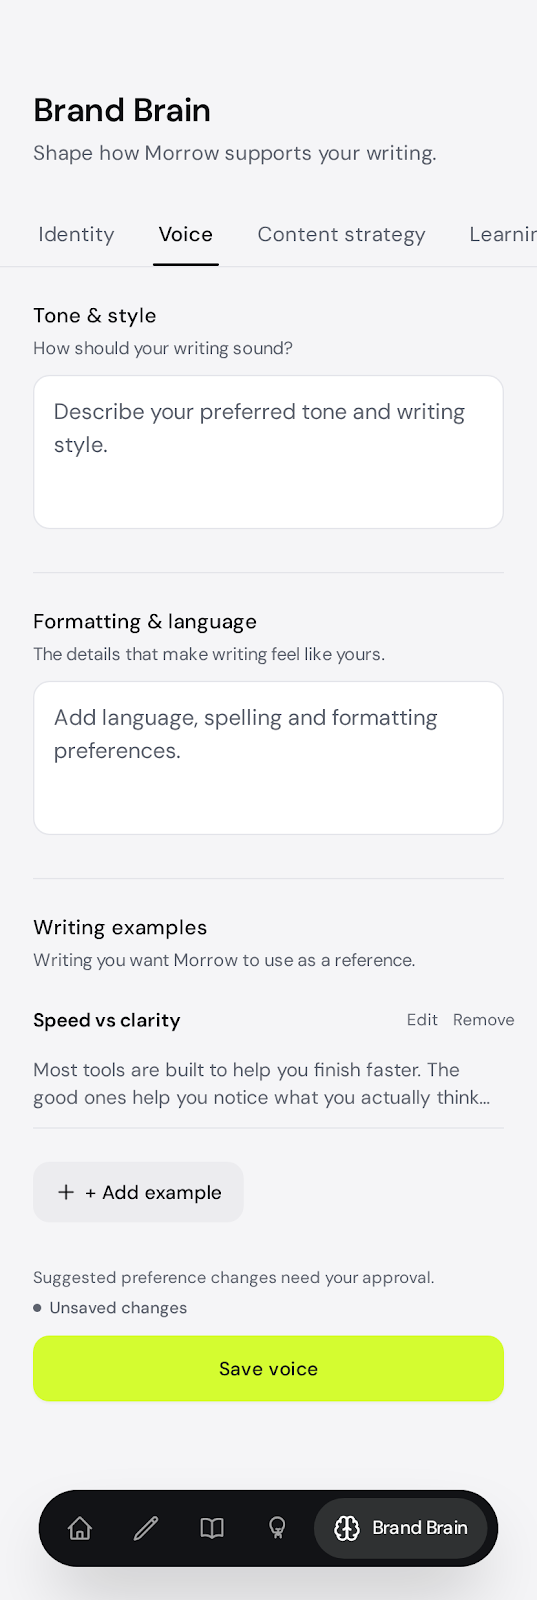 Brand Brain
Shape how Morrow supports your writing.
Identity Voice Content strategy Learnin
Tone & style
How should your writing sound?
Describe your preferred tone and writing
style.
Formatting & language
The details that make writing feel like yours.
Add language, spelling and formatting
preferences.
Writing examples
Writing you want Morrow to use as a reference.
Speed vs clarity Edit Remove
Most tools are built to help you finish faster. The
good ones help you notice what you actually think...
+ Add example
Suggested preference changes need your approval.
Unsaved changes
Save voice
Brand Brain